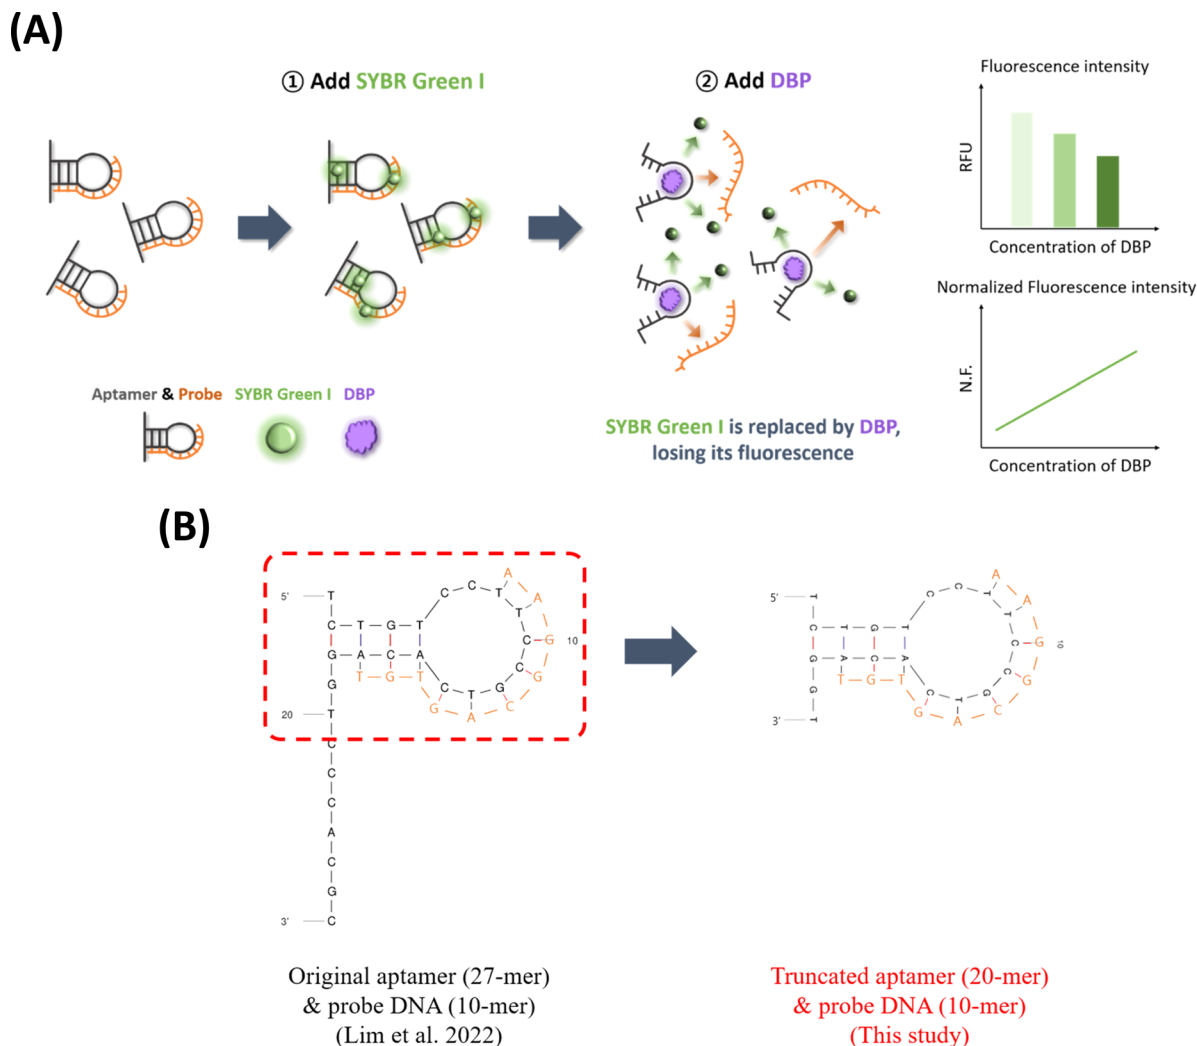 (A)
① Add SYBR Green I
② Add DBP
Fluorescence intensity
RFU
Concentration of DBP
Normalized Fluorescence intensity
N.F.
Concentration of DBP
Aptamer & Probe SYBR Green I DBP
SYBR Green I is replaced by DBP,
losing its fluorescence
(B)
5'
T
C T G T C C T T C C G T C A C A G G T C C C A C G C
A A G G C A G T G T
10
20
3'
5'
T
C T G T C C T T C C G T C A C A G G T
A A G G C A G T G T
10
3'
Original aptamer (27-mer)
& probe DNA (10-mer)
(Lim et al. 2022)
Truncated aptamer (20-mer)
& probe DNA (10-mer)
(This study)